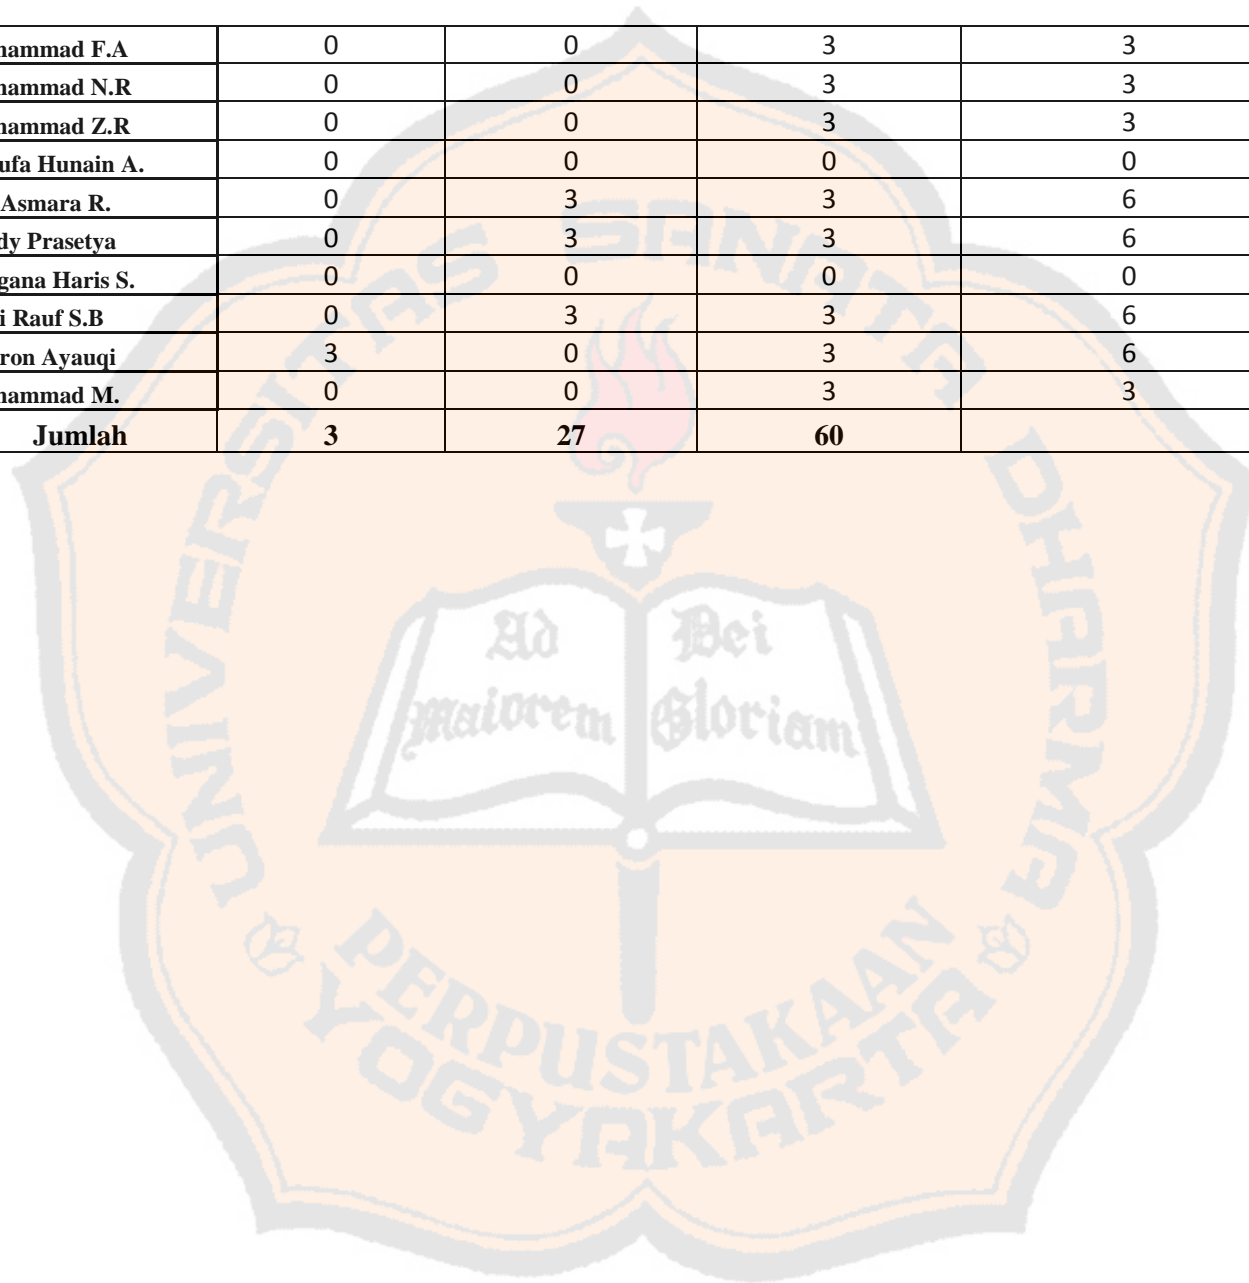 hammad F.A 0 0 3 3
hammad N.R 0 0 3 3
hammad Z.R 0 0 3 3
ufa Hunain A. 0 0 0 0
Asmara R. 0 3 3 6
dy Prasetya 0 3 3 6
gana Haris S. 0 0 0 0
i Rauf S.B 0 3 3 6
ron Ayauqi 3 0 3 6
hammad M. 0 0 3 3
Jumlah 3 27 60
UNIVERSITAS SANATA DHARMA
Ad Dei
maiorem Gloriam
PERPUSTAKAAN
YOGYAKARTA